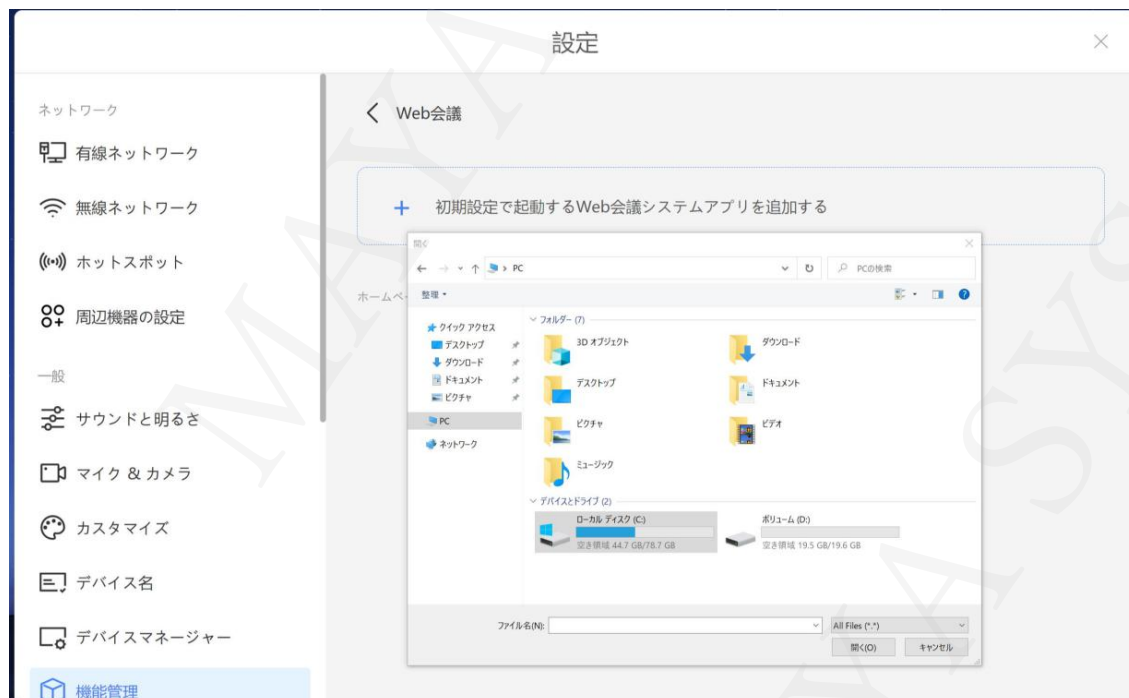 設定
ネットワーク
有線ネットワーク
無線ネットワーク
ホットスポット
周辺機器の設定
一般
サウンドと明るさ
マイク & カメラ
カスタマイズ
デバイス名
デバイスマネージャー
機能管理
Web会議
初期設定で起動するWeb会議システムアプリを追加する
ホームペ
開く
PC
PCの検索
整理
クイック アクセス
デスクトップ
ダウンロード
ドキュメント
ピクチャ
PC
ネットワーク
フォルダー (7)
3D オブジェクト
ダウンロード
デスクトップ
ドキュメント
ピクチャ
ビデオ
ミュージック
デバイスとドライブ (2)
ローカル ディスク (C:)
空き領域 44.7 GB/78.7 GB
ボリューム (D:)
空き領域 19.5 GB/19.6 GB
ファイル名(N):
All Files (*.*)
開く(O)
キャンセル
MAYA
MAYA SYS